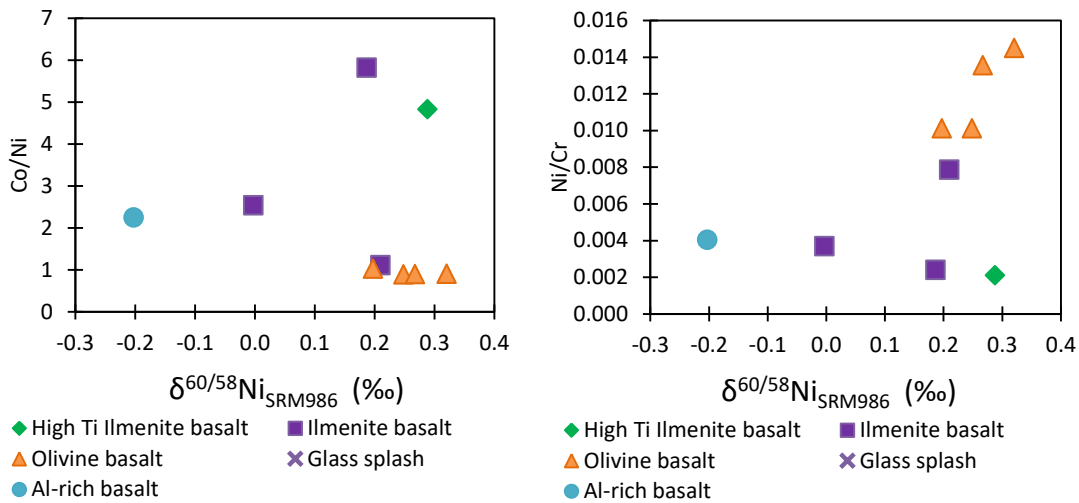 7
6
5
4
3
2
1
0
Co/Ni
-0.3 -0.2 -0.1 0.0 0.1 0.2 0.3 0.4
δ60/58NiSRM986 (‰)
High Ti Ilmenite basalt Ilmenite basalt
Olivine basalt Glass splash
Al-rich basalt
0.016
0.014
0.012
0.010
0.008
0.006
0.004
0.002
0.000
Ni/Cr
-0.3 -0.2 -0.1 0.0 0.1 0.2 0.3 0.4
δ60/58NiSRM986 (‰)
High Ti Ilmenite basalt Ilmenite basalt
Olivine basalt Glass splash
Al-rich basalt